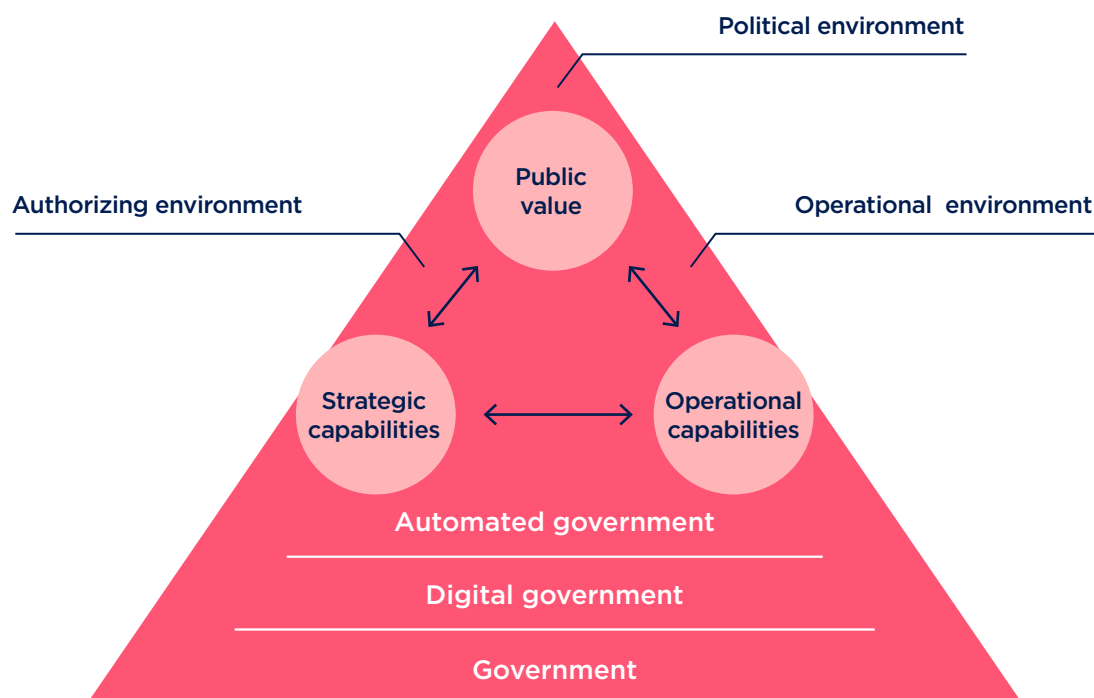 Political environment
Public
value
Authorizing environment
Operational environment
Strategic
capabilities
Operational
capabilities
Automated government
Digital government
Government